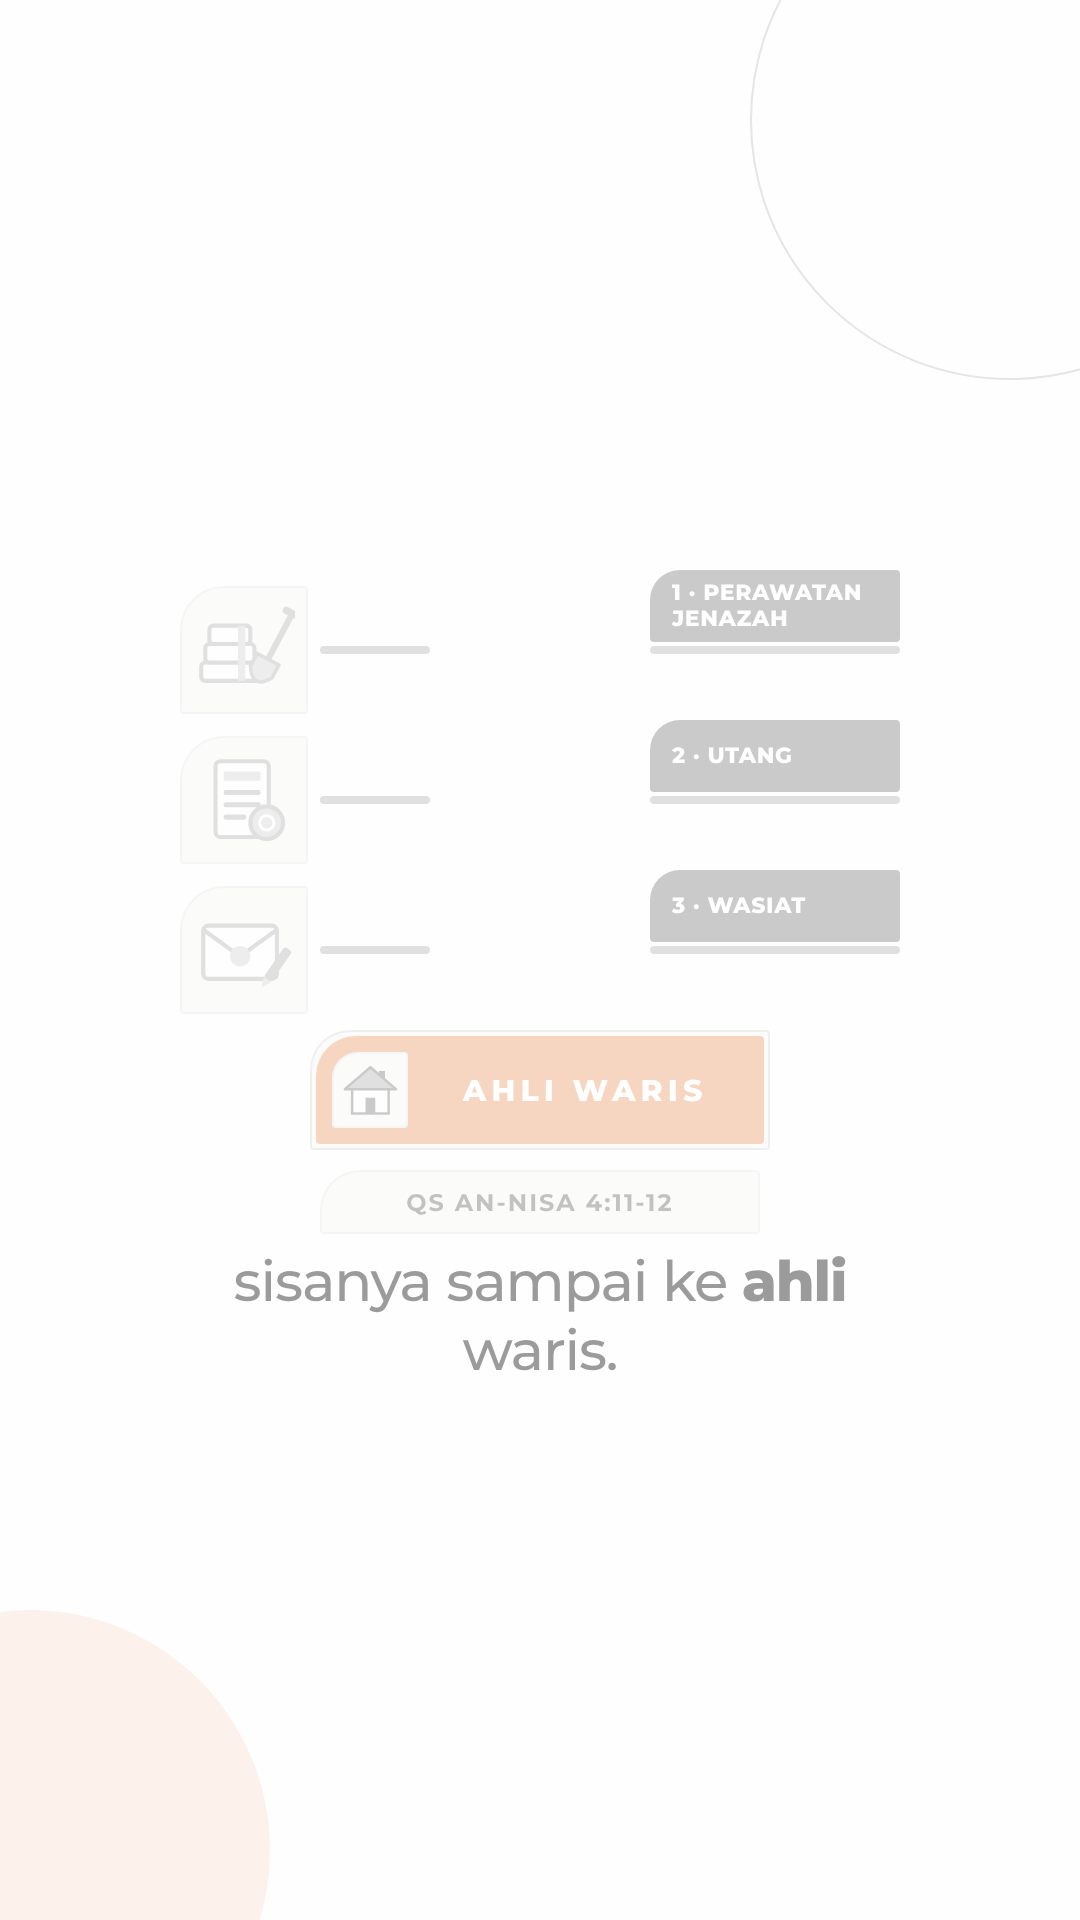 1 · PERAWATAN
JENAZAH
2 · UTANG
3 · WASIAT
AHLI WARIS
QS AN-NISA 4:11-12
sisanya sampai ke ahli
waris.